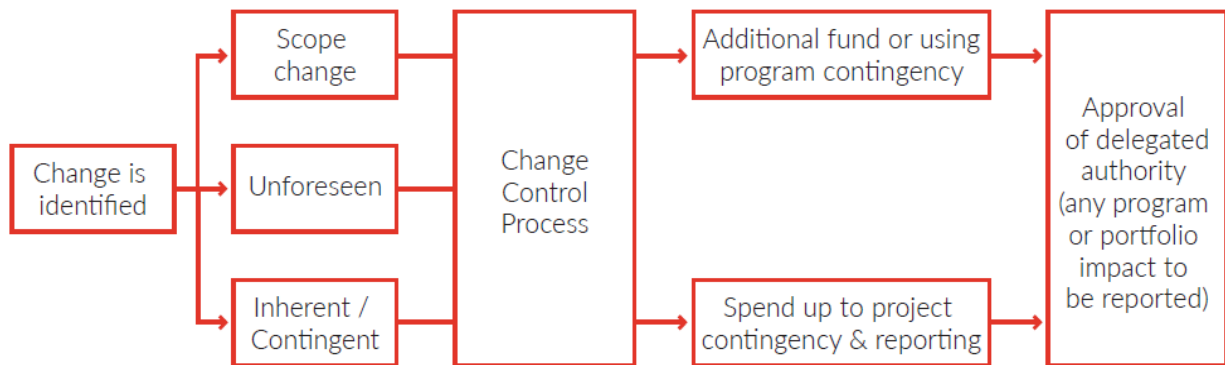 Change is
identified
Scope
change
Unforeseen
Inherent /
Contingent
Change
Control
Process
Additional fund or using
program contingency
Spend up to project
contingency & reporting
Approval
of delegated
authority
(any program
or portfolio
impact to
be reported)